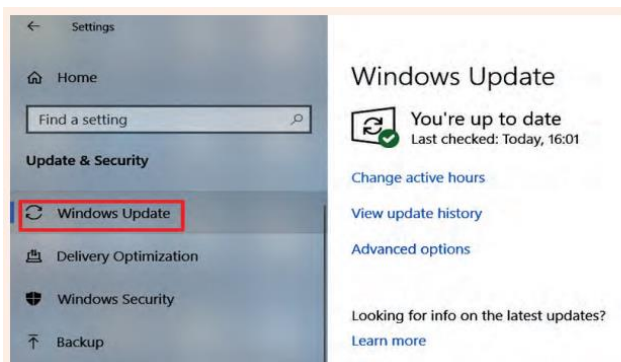 Settings
Home
Find a setting
Update & Security
Windows Update
Delivery Optimization
Windows Security
Backup
Windows Update
You're up to date
Last checked: Today, 16:01
Change active hours
View update history
Advanced options
Looking for info on the latest updates?
Learn more